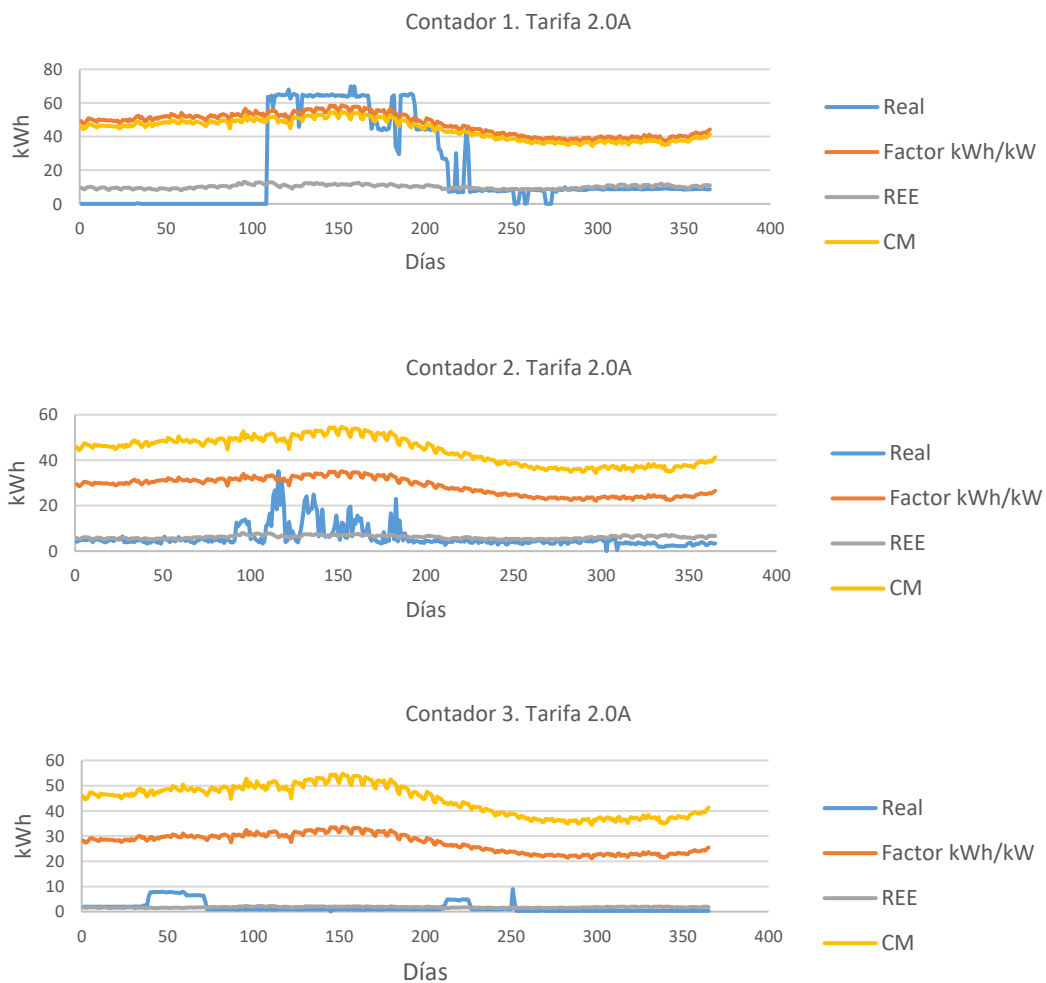 Contador 1. Tarifa 2.0A
80
60
40
20
0
kWh
0 50 100 150 200 250 300 350 400
Días
Real
Factor kWh/kW
REE
CM
Contador 2. Tarifa 2.0A
60
40
20
0
kWh
0 50 100 150 200 250 300 350 400
Días
Real
Factor kWh/kW
REE
CM
Contador 3. Tarifa 2.0A
60
50
40
30
20
10
0
kWh
0 50 100 150 200 250 300 350 400
Días
Real
Factor kWh/kW
REE
CM